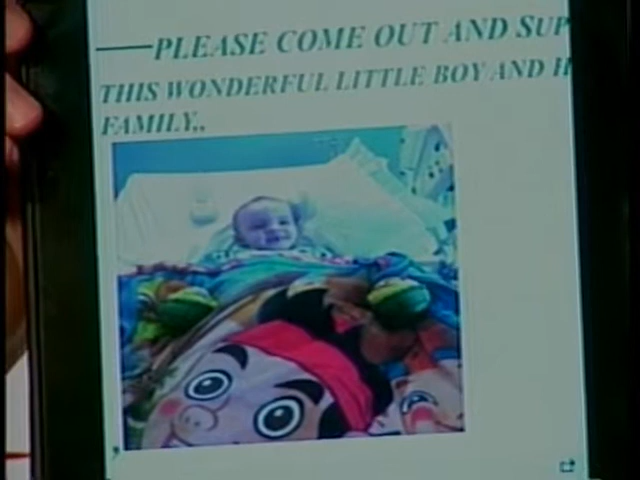 PLEASE COME OUT AND SUP
THIS WONDERFUL LITTLE BOY AND H
FAMILY,,